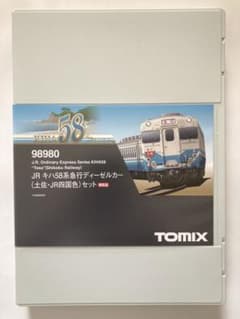 58
98980
J.R. Ordinary Express Series KIHA58
"Tosa" (Shikoku Railway)
JR キハ58系急行ディーゼルカー
(土佐・JR四国色)セット
TOMIX